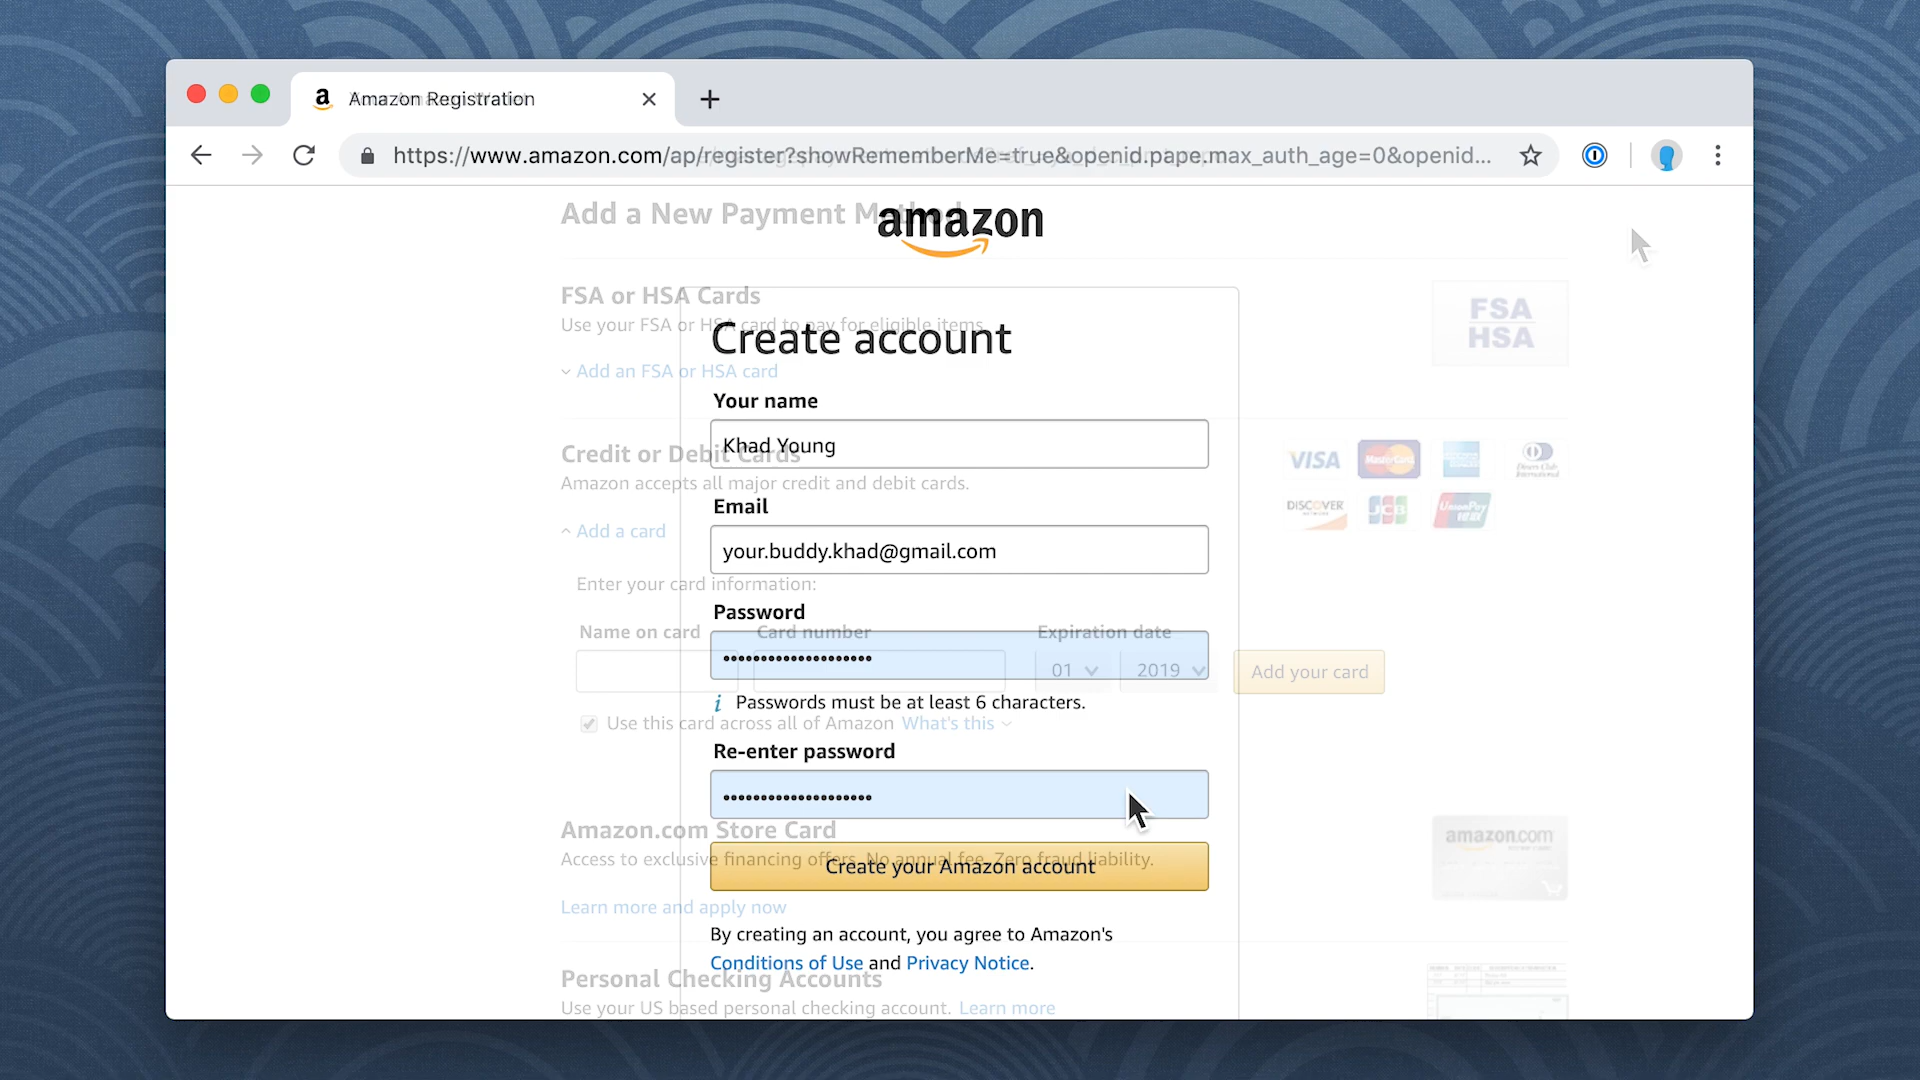 Amazon Registration
https://www.amazon.com/ap/register?showRememberMe=true&openid.pape.max_auth_age=0&openid...
Add a New Payment Method
amazon
FSA or HSA Cards
Use your FSA or HSA card to pay for eligible items
Add an FSA or HSA card
FSA
HSA
Create account
Your name
Khad Young
Credit or Debit Cards
Amazon accepts all major credit and debit cards.
VISA
MasterCard
Diners Club
International
DISCOVER
JCB
UnionPay
Email
your.buddy.khad@gmail.com
Add a card
Enter your card information:
Password
••••••••••••••••••••
Name on card
Card number
Expiration date
01
2019
Add your card
Passwords must be at least 6 characters.
Use this card across all of Amazon What's this
Re-enter password
••••••••••••••••••••
Amazon.com Store Card
Access to exclusive financing offers. No annual fee. Zero fraud liability.
amazon.com
Create your Amazon account
Learn more and apply now
By creating an account, you agree to Amazon's
Conditions of Use and Privacy Notice.
Personal Checking Accounts
Use your US based personal checking account. Learn more